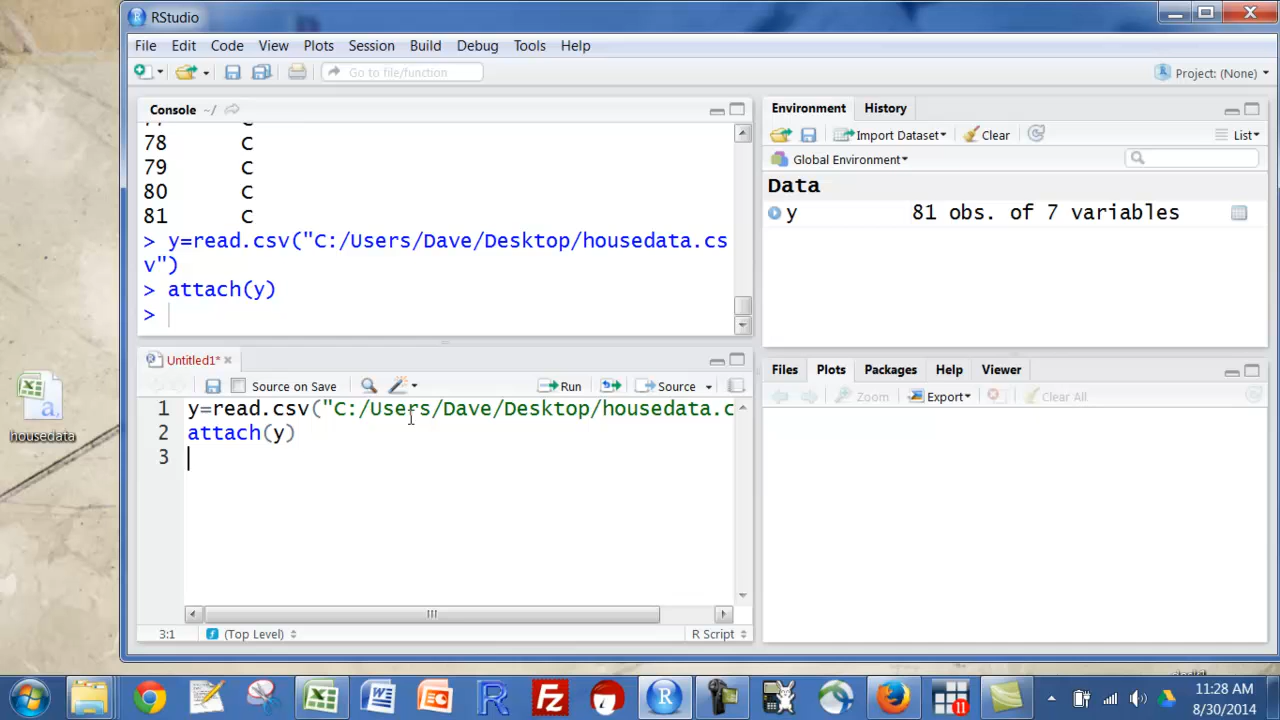 RStudio
File Edit Code View Plots Session Build Debug Tools Help
Go to file/function
Project: (None)
Console ~/
78 C
79 C
80 C
81 C
> y=read.csv("C:/Users/Dave/Desktop/housedata.cs
v")
> attach(y)
>
Environment History
Import Dataset Clear List
Global Environment
Data
y 81 obs. of 7 variables
Untitled1*
Source on Save Run Source
1 y=read.csv("C:/Users/Dave/Desktop/housedata.c
2 attach(y)
3
3:1 (Top Level) R Script
Files Plots Packages Help Viewer
Zoom Export Clear All
housedata
11:28 AM
8/30/2014
11